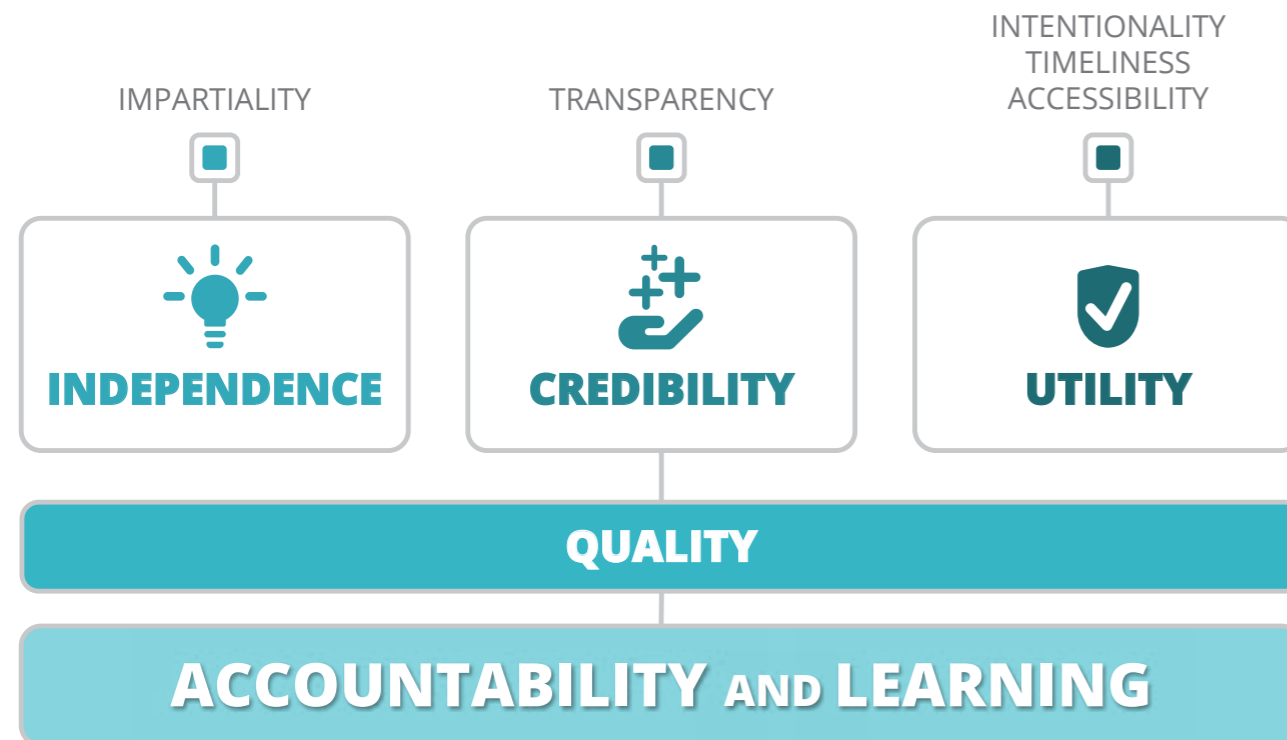 IMPARTIALITY
TRANSPARENCY
INTENTIONALITY
TIMELINESS
ACCESSIBILITY
INDEPENDENCE
CREDIBILITY
UTILITY
QUALITY
ACCOUNTABILITY AND LEARNING